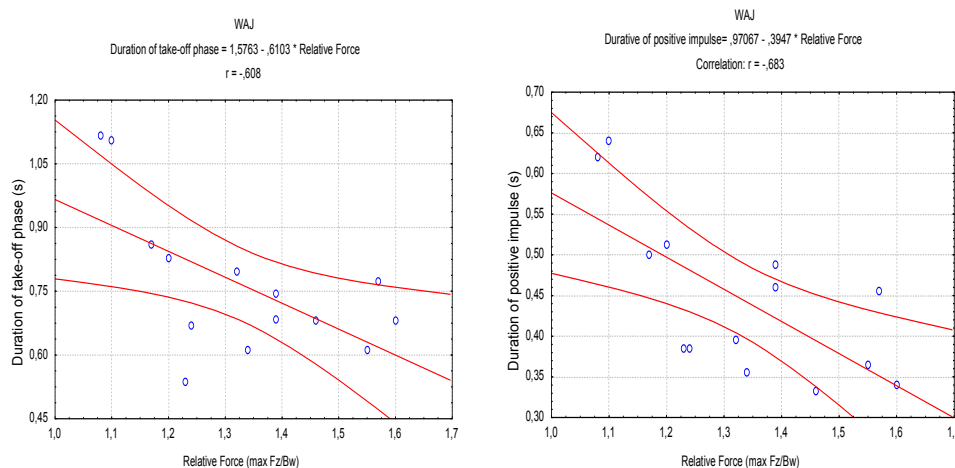 WAJ
Duration of take-off phase = 1,5763 - ,6103 * Relative Force
r = -,608
1,20
1,05
0,90
0,75
0,60
0,45
Duration of take-off phase (s)
1,0 1,1 1,2 1,3 1,4 1,5 1,6 1,7
Relative Force (max Fz/Bw)
WAJ
Durative of positive impulse= ,97067 - ,3947 * Relative Force
Correlation: r = -,683
0,70
0,65
0,60
0,55
0,50
0,45
0,40
0,35
0,30
Duration of positive impulse (s)
1,0 1,1 1,2 1,3 1,4 1,5 1,6 1,
Relative Force (max Fz/Bw)